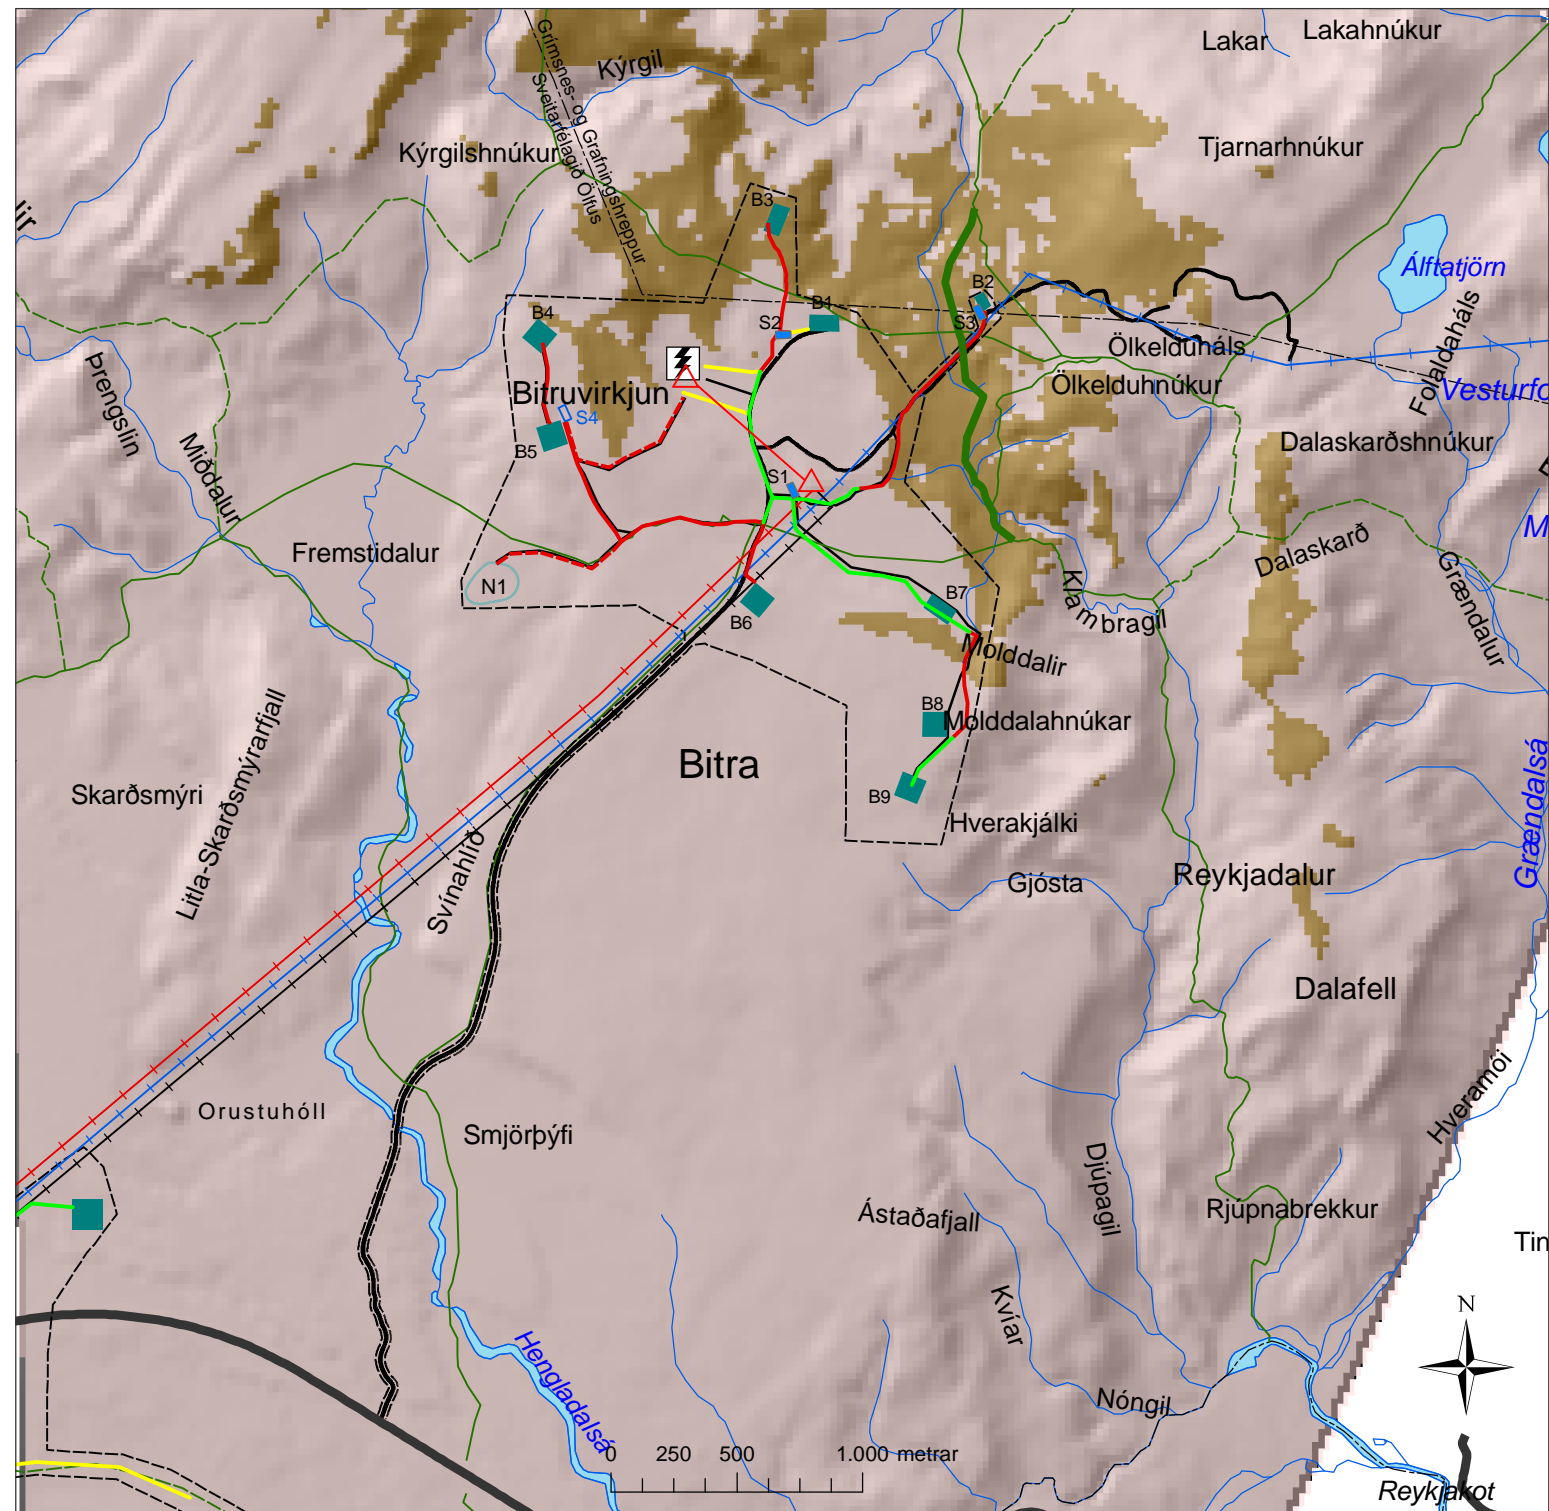 Lakar
Lakahnúkur
Kýrgil
Grímsnes- og Grafningshreppur
Sveitarfélagið Ölfus
Kýrgilshnúkur
Tjarnarhnúkur
B3
Álftatjörn
B2
B1
B4
S2
S3
Ölkelduháls
Folaldaháls
Þrengslin
Bitruvirkjun
Ölkelduhnúkur
Vesturfo
S4
B5
Miðdalur
Dalaskarðshnúkur
S1
Fremstidalur
Dalaskarð
Grændalur
N1
B6
B7
Klambragil
Molddalir
B8
Molddalahnúkar
Litla-Skarðsmýrarfjall
Bitra
Skarðsmýri
B9
Hverakjálki
Grændalsá
Svínahlíð
Gjósta
Reykjadalur
Dalafell
Orustuhóll
Smjörþýfi
Hveramói
Djúpagil
Ástaðafjall
Rjúpnabrekkur
Tin
Kvíar
N
Hengladalsá
Nóngil
0 250 500 1.000 metrar
Reykjakot